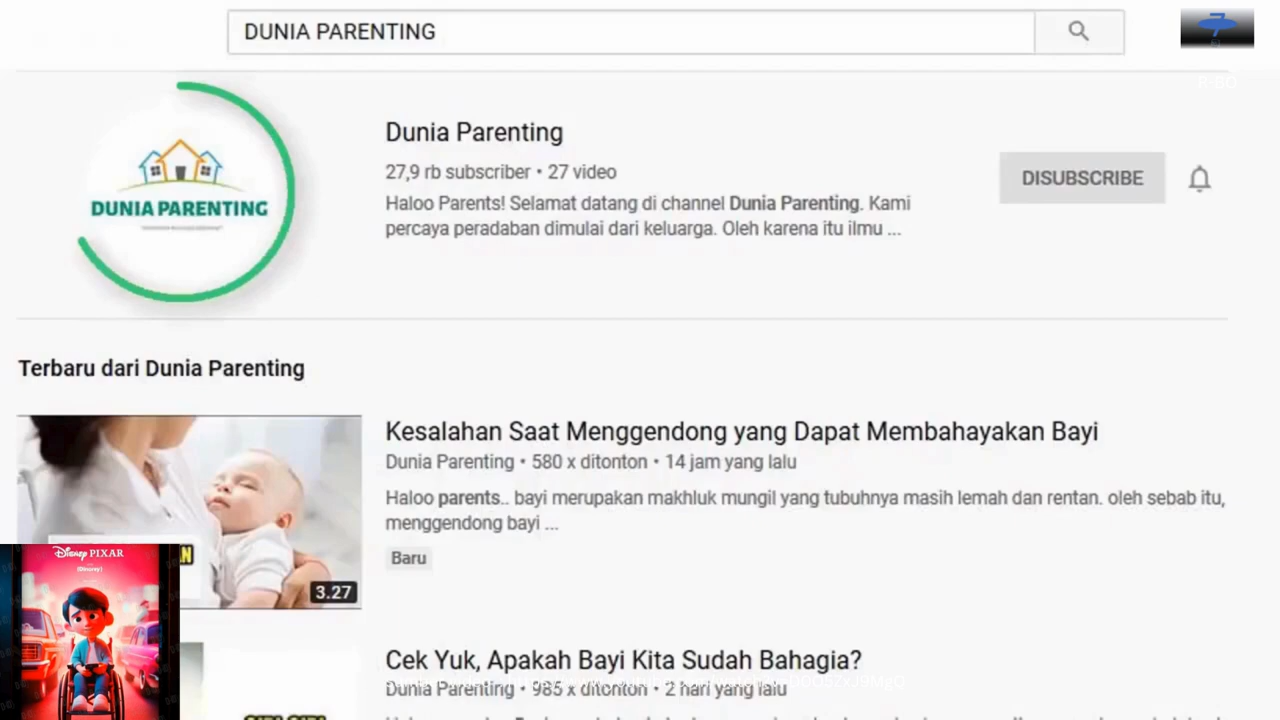 DUNIA PARENTING
7
R-BO
DUNIA PARENTING
Dunia Parenting
27,9 rb subscriber • 27 video
Haloo Parents! Selamat datang di channel Dunia Parenting. Kami
percaya peradaban dimulai dari keluarga. Oleh karena itu ilmu ...
DISUBSCRIBE
Terbaru dari Dunia Parenting
Kesalahan Saat Menggendong yang Dapat Membahayakan Bayi
Dunia Parenting • 580 x ditonton • 14 jam yang lalu
Haloo parents.. bayi merupakan makhluk mungil yang tubuhnya masih lemah dan rentan. oleh sebab itu,
menggendong bayi ...
Baru
3.27
Disney PIXAR
Cek Yuk, Apakah Bayi Kita Sudah Bahagia?
Dunia Parenting • 985 x ditonton • 2 hari yang lalu